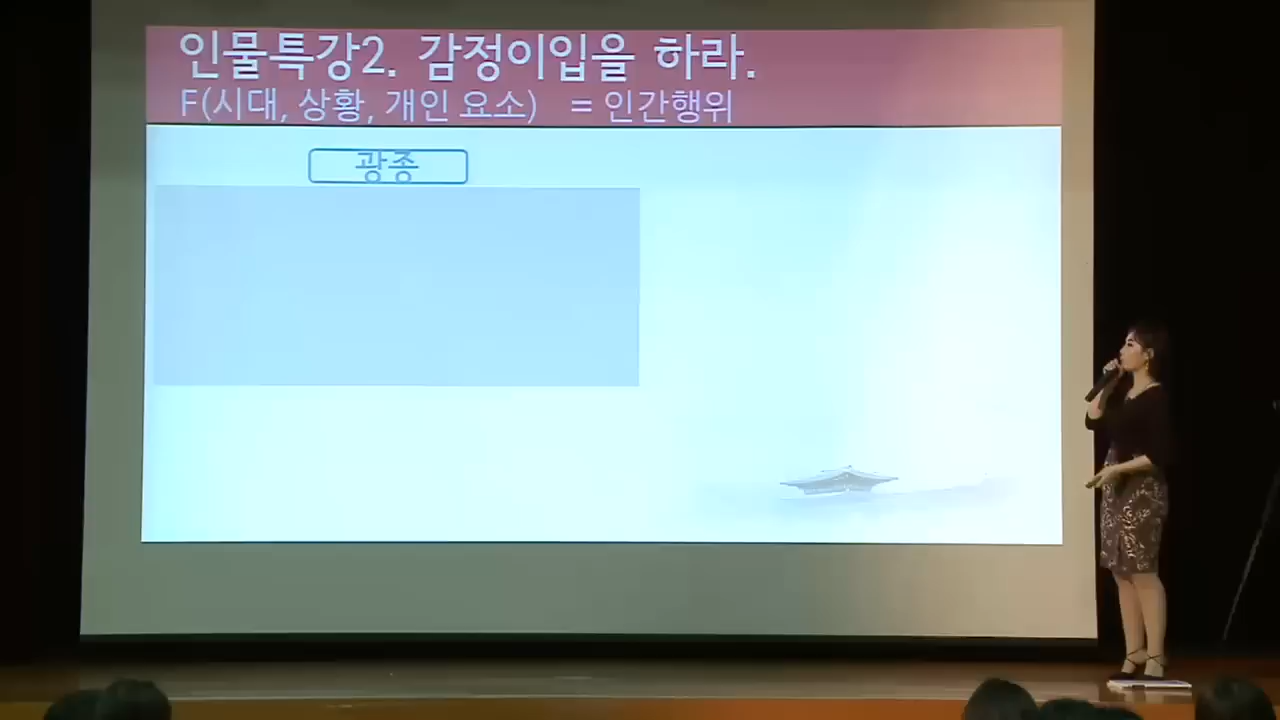 인물특강2. 감정이입을 하라.
F(시대, 상황, 개인 요소) = 인간행위
광종